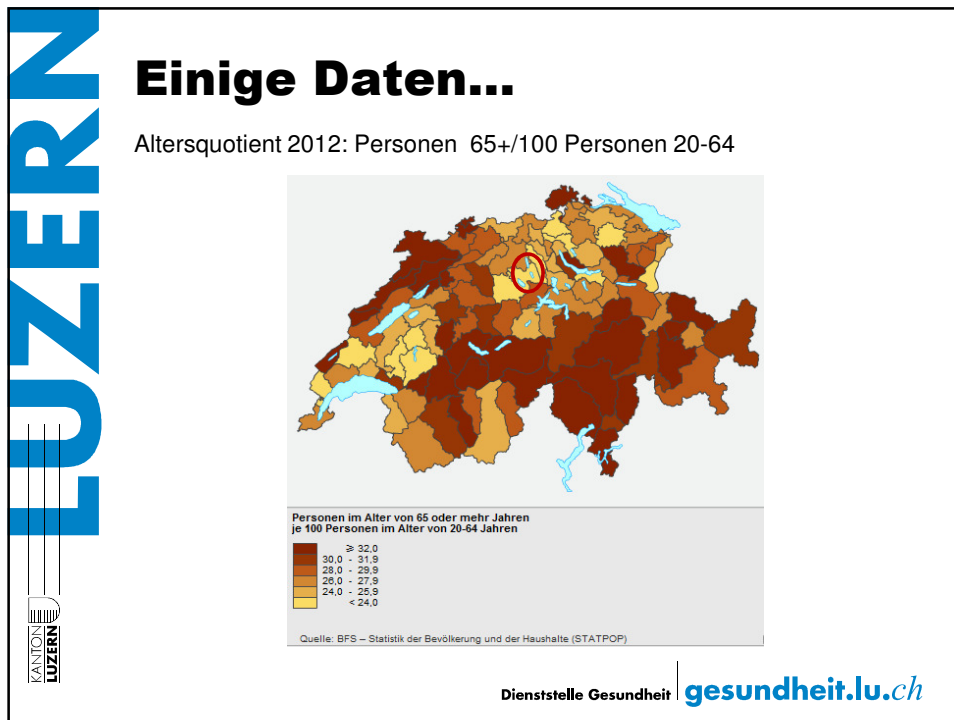 LUZERN
Einige Daten...
Altersquotient 2012: Personen 65+/100 Personen 20-64
Personen im Alter von 65 oder mehr Jahren
je 100 Personen im Alter von 20-64 Jahren
≥ 32,0
30,0 - 31,9
28,0 - 29,9
26,0 - 27,9
24,0 - 25,9
< 24,0
Quelle: BFS – Statistik der Bevölkerung und der Haushalte (STATPOP)
KANTON
LUZERN
Dienststelle Gesundheit
gesundheit.lu.ch